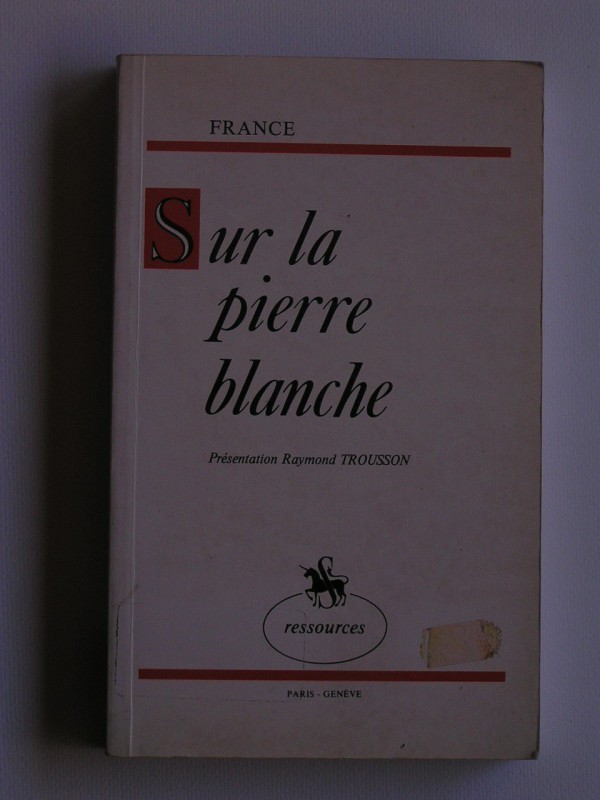 FRANCE
Sur la
pierre
blanche
Présentation Raymond TROUSSON
ressources
PARIS - GENÈVE